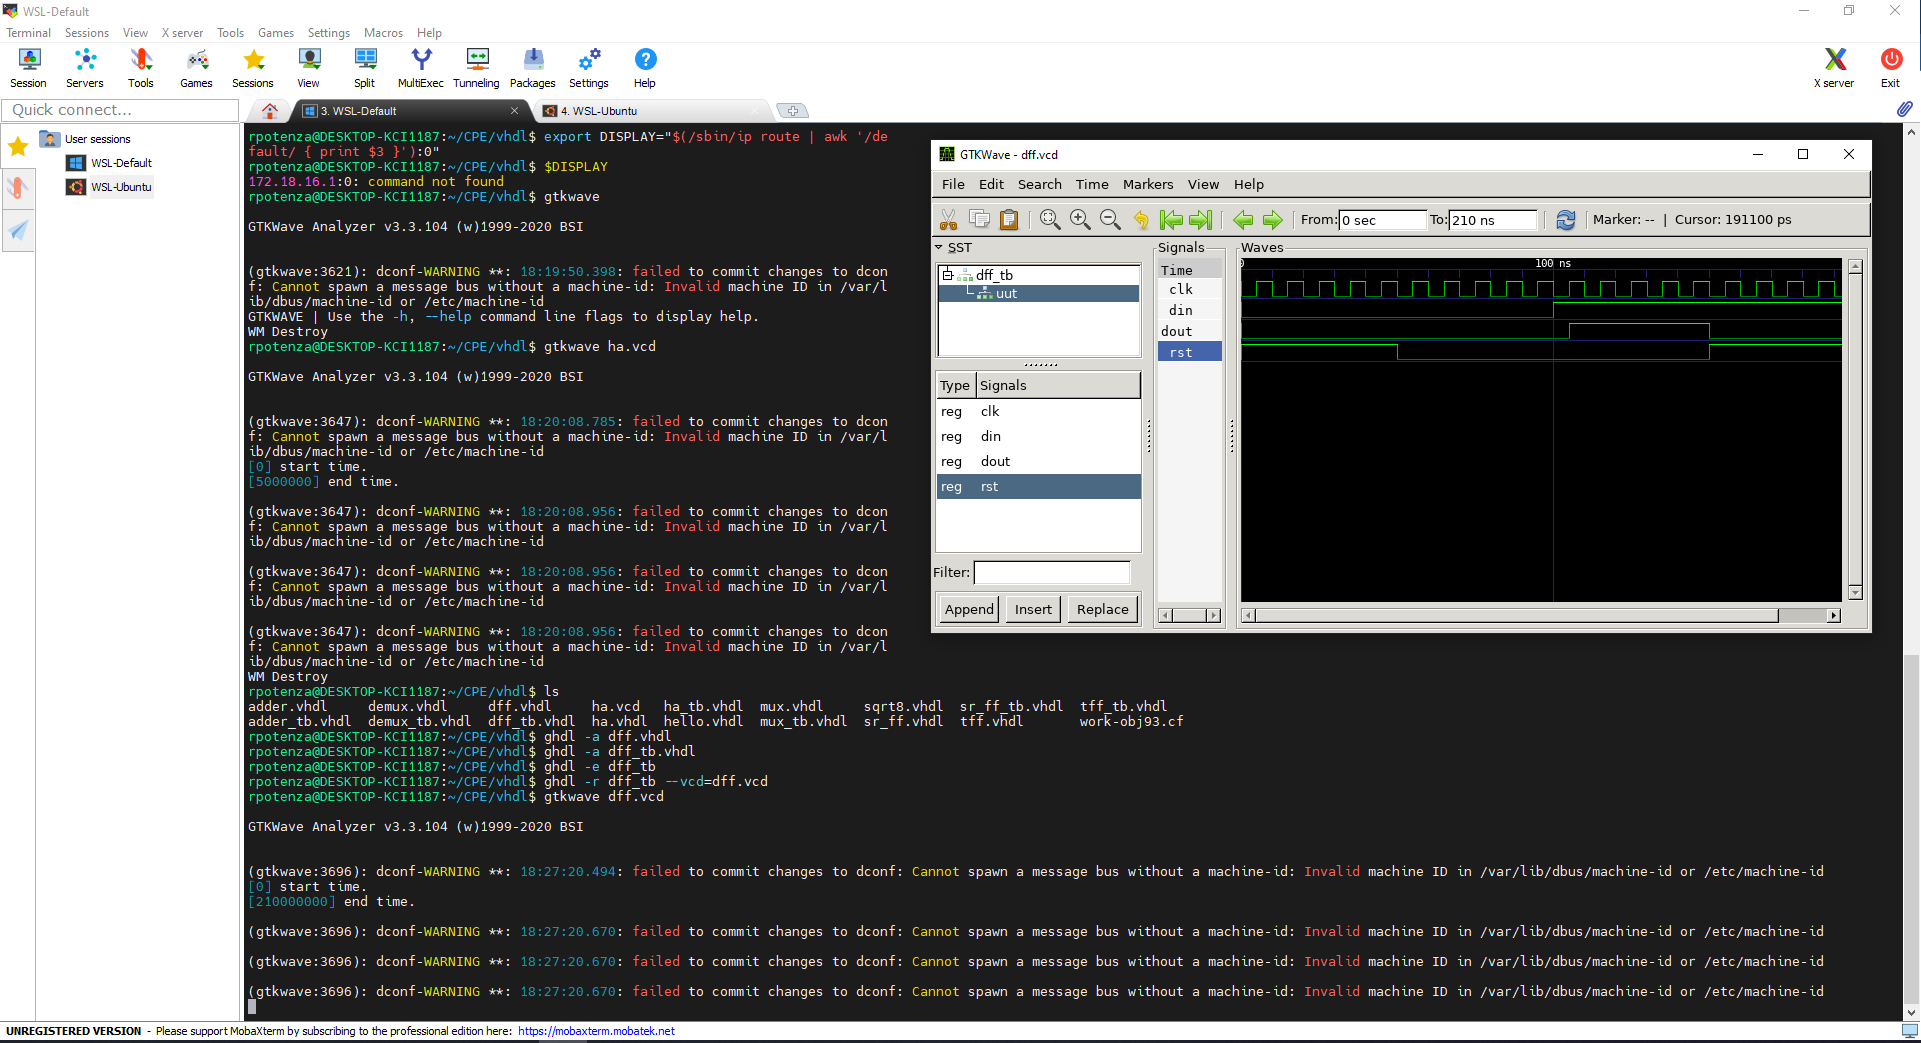 WSL-Default
Terminal Sessions View X server Tools Games Settings Macros Help
Session Servers Tools Games Sessions View Split MultiExec Tunneling Packages Settings Help X server Exit
Quick connect...
3. WSL-Default
4. WSL-Ubuntu
User sessions
WSL-Default
WSL-Ubuntu
rpotenza@DESKTOP-KCI1187:~/CPE/vhdl$ export DISPLAY="$(/sbin/ip route | awk '/de
fault/ { print $3 }'):0"
rpotenza@DESKTOP-KCI1187:~/CPE/vhdl$ $DISPLAY
172.18.16.1:0: command not found
rpotenza@DESKTOP-KCI1187:~/CPE/vhdl$ gtkwave
GTKWave Analyzer v3.3.104 (w)1999-2020 BSI
(gtkwave:3621): dconf-WARNING **: 18:19:50.398: failed to commit changes to dcon
f: Cannot spawn a message bus without a machine-id: Invalid machine ID in /var/l
ib/dbus/machine-id or /etc/machine-id
GTKWAVE | Use the -h, --help command line flags to display help.
WM Destroy
rpotenza@DESKTOP-KCI1187:~/CPE/vhdl$ gtkwave ha.vcd
GTKWave Analyzer v3.3.104 (w)1999-2020 BSI
(gtkwave:3647): dconf-WARNING **: 18:20:08.785: failed to commit changes to dcon
f: Cannot spawn a message bus without a machine-id: Invalid machine ID in /var/l
ib/dbus/machine-id or /etc/machine-id
[0] start time.
[5000000] end time.
(gtkwave:3647): dconf-WARNING **: 18:20:08.956: failed to commit changes to dcon
f: Cannot spawn a message bus without a machine-id: Invalid machine ID in /var/l
ib/dbus/machine-id or /etc/machine-id
(gtkwave:3647): dconf-WARNING **: 18:20:08.956: failed to commit changes to dcon
f: Cannot spawn a message bus without a machine-id: Invalid machine ID in /var/l
ib/dbus/machine-id or /etc/machine-id
(gtkwave:3647): dconf-WARNING **: 18:20:08.956: failed to commit changes to dcon
f: Cannot spawn a message bus without a machine-id: Invalid machine ID in /var/l
ib/dbus/machine-id or /etc/machine-id
WM Destroy
rpotenza@DESKTOP-KCI1187:~/CPE/vhdl$ ls
adder.vhdl demux.vhdl dff.vhdl ha.vcd ha_tb.vhdl mux.vhdl sqrt8.vhdl sr_ff_tb.vhdl tff_tb.vhdl
adder_tb.vhdl demux_tb.vhdl dff_tb.vhdl ha.vhdl hello.vhdl mux_tb.vhdl sr_ff.vhdl tff.vhdl work-obj93.cf
rpotenza@DESKTOP-KCI1187:~/CPE/vhdl$ ghdl -a dff.vhdl
rpotenza@DESKTOP-KCI1187:~/CPE/vhdl$ ghdl -a dff_tb.vhdl
rpotenza@DESKTOP-KCI1187:~/CPE/vhdl$ ghdl -e dff_tb
rpotenza@DESKTOP-KCI1187:~/CPE/vhdl$ ghdl -r dff_tb --vcd=dff.vcd
rpotenza@DESKTOP-KCI1187:~/CPE/vhdl$ gtkwave dff.vcd
GTKWave Analyzer v3.3.104 (w)1999-2020 BSI
(gtkwave:3696): dconf-WARNING **: 18:27:20.494: failed to commit changes to dconf: Cannot spawn a message bus without a machine-id: Invalid machine ID in /var/lib/dbus/machine-id or /etc/machine-id
[0] start time.
[210000000] end time.
(gtkwave:3696): dconf-WARNING **: 18:27:20.670: failed to commit changes to dconf: Cannot spawn a message bus without a machine-id: Invalid machine ID in /var/lib/dbus/machine-id or /etc/machine-id
(gtkwave:3696): dconf-WARNING **: 18:27:20.670: failed to commit changes to dconf: Cannot spawn a message bus without a machine-id: Invalid machine ID in /var/lib/dbus/machine-id or /etc/machine-id
(gtkwave:3696): dconf-WARNING **: 18:27:20.670: failed to commit changes to dconf: Cannot spawn a message bus without a machine-id: Invalid machine ID in /var/lib/dbus/machine-id or /etc/machine-id
GTKWave - dff.vcd
File Edit Search Time Markers View Help
From: 0 sec To: 210 ns Marker: -- | Cursor: 191100 ps
SST
dff_tb
uut
Type Signals
reg clk
reg din
reg dout
reg rst
Filter:
Append Insert Replace
Signals
Time
clk
din
dout
rst
Waves
0 100 ns
UNREGISTERED VERSION - Please support MobaXterm by subscribing to the professional edition here: https://mobaxterm.mobatek.net